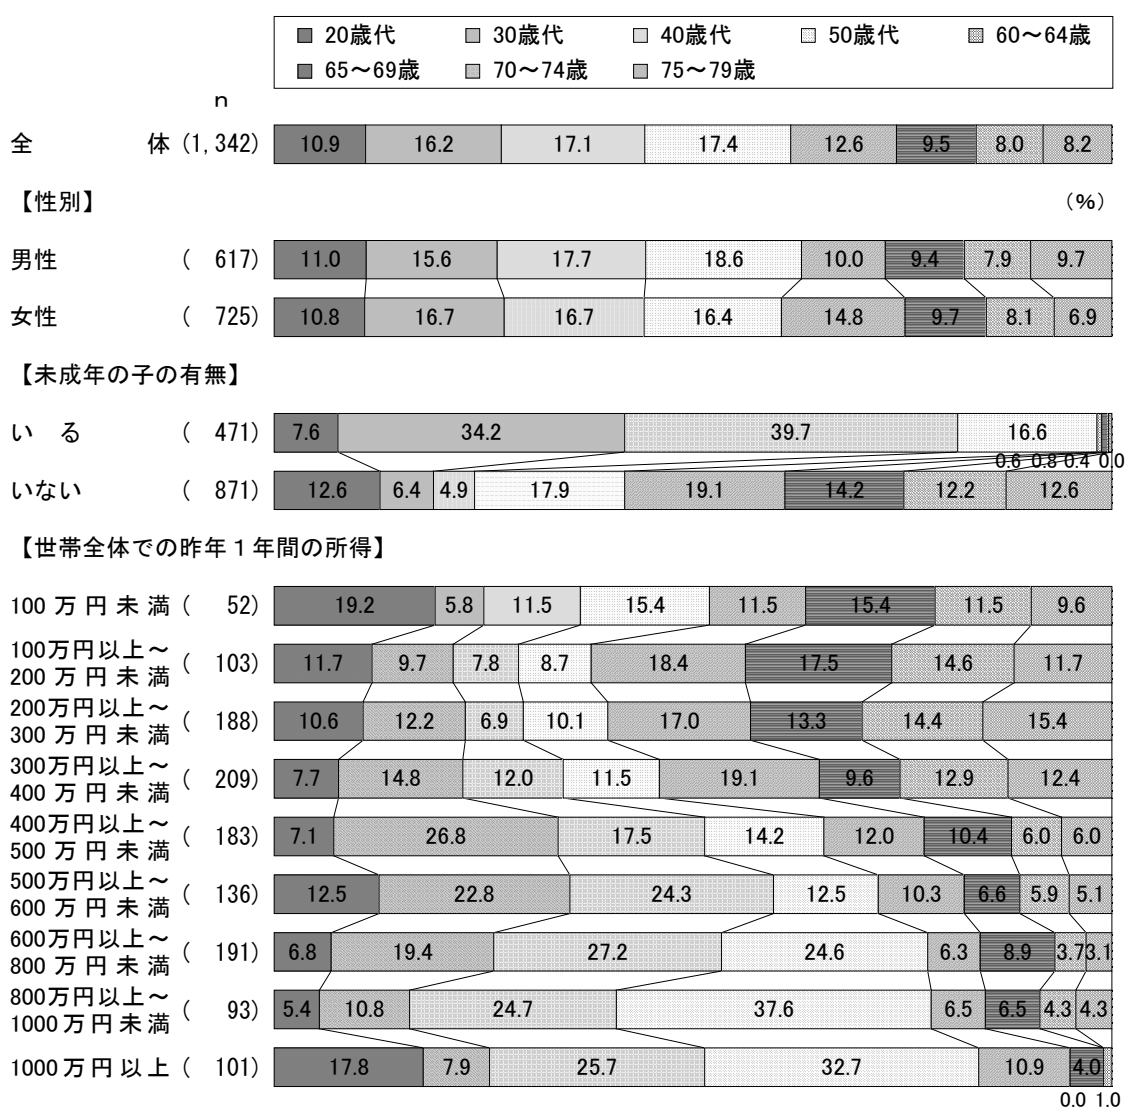 20歳代 30歳代 40歳代 50歳代 60～64歳
65～69歳 70～74歳 75～79歳
n
全体 (1,342) 10.9 16.2 17.1 17.4 12.6 9.5 8.0 8.2
【性別】 (%)
男性 ( 617) 11.0 15.6 17.7 18.6 10.0 9.4 7.9 9.7
女性 ( 725) 10.8 16.7 16.7 16.4 14.8 9.7 8.1 6.9
【未成年の子の有無】
い る ( 471) 7.6 34.2 39.7 16.6
0.6 0.8 0.4 0.0
いない ( 871) 12.6 6.4 4.9 17.9 19.1 14.2 12.2 12.6
【世帯全体での昨年１年間の所得】
100万円未満 ( 52) 19.2 5.8 11.5 15.4 11.5 15.4 11.5 9.6
100万円以上～
200万円未満 ( 103) 11.7 9.7 7.8 8.7 18.4 17.5 14.6 11.7
200万円以上～
300万円未満 ( 188) 10.6 12.2 6.9 10.1 17.0 13.3 14.4 15.4
300万円以上～
400万円未満 ( 209) 7.7 14.8 12.0 11.5 19.1 9.6 12.9 12.4
400万円以上～
500万円未満 ( 183) 7.1 26.8 17.5 14.2 12.0 10.4 6.0 6.0
500万円以上～
600万円未満 ( 136) 12.5 22.8 24.3 12.5 10.3 6.6 5.9 5.1
600万円以上～
800万円未満 ( 191) 6.8 19.4 27.2 24.6 6.3 8.9 3.7 3.1
800万円以上～
1000万円未満 ( 93) 5.4 10.8 24.7 37.6 6.5 6.5 4.3 4.3
1000万円以上 ( 101) 17.8 7.9 25.7 32.7 10.9 4.0
0.0 1.0